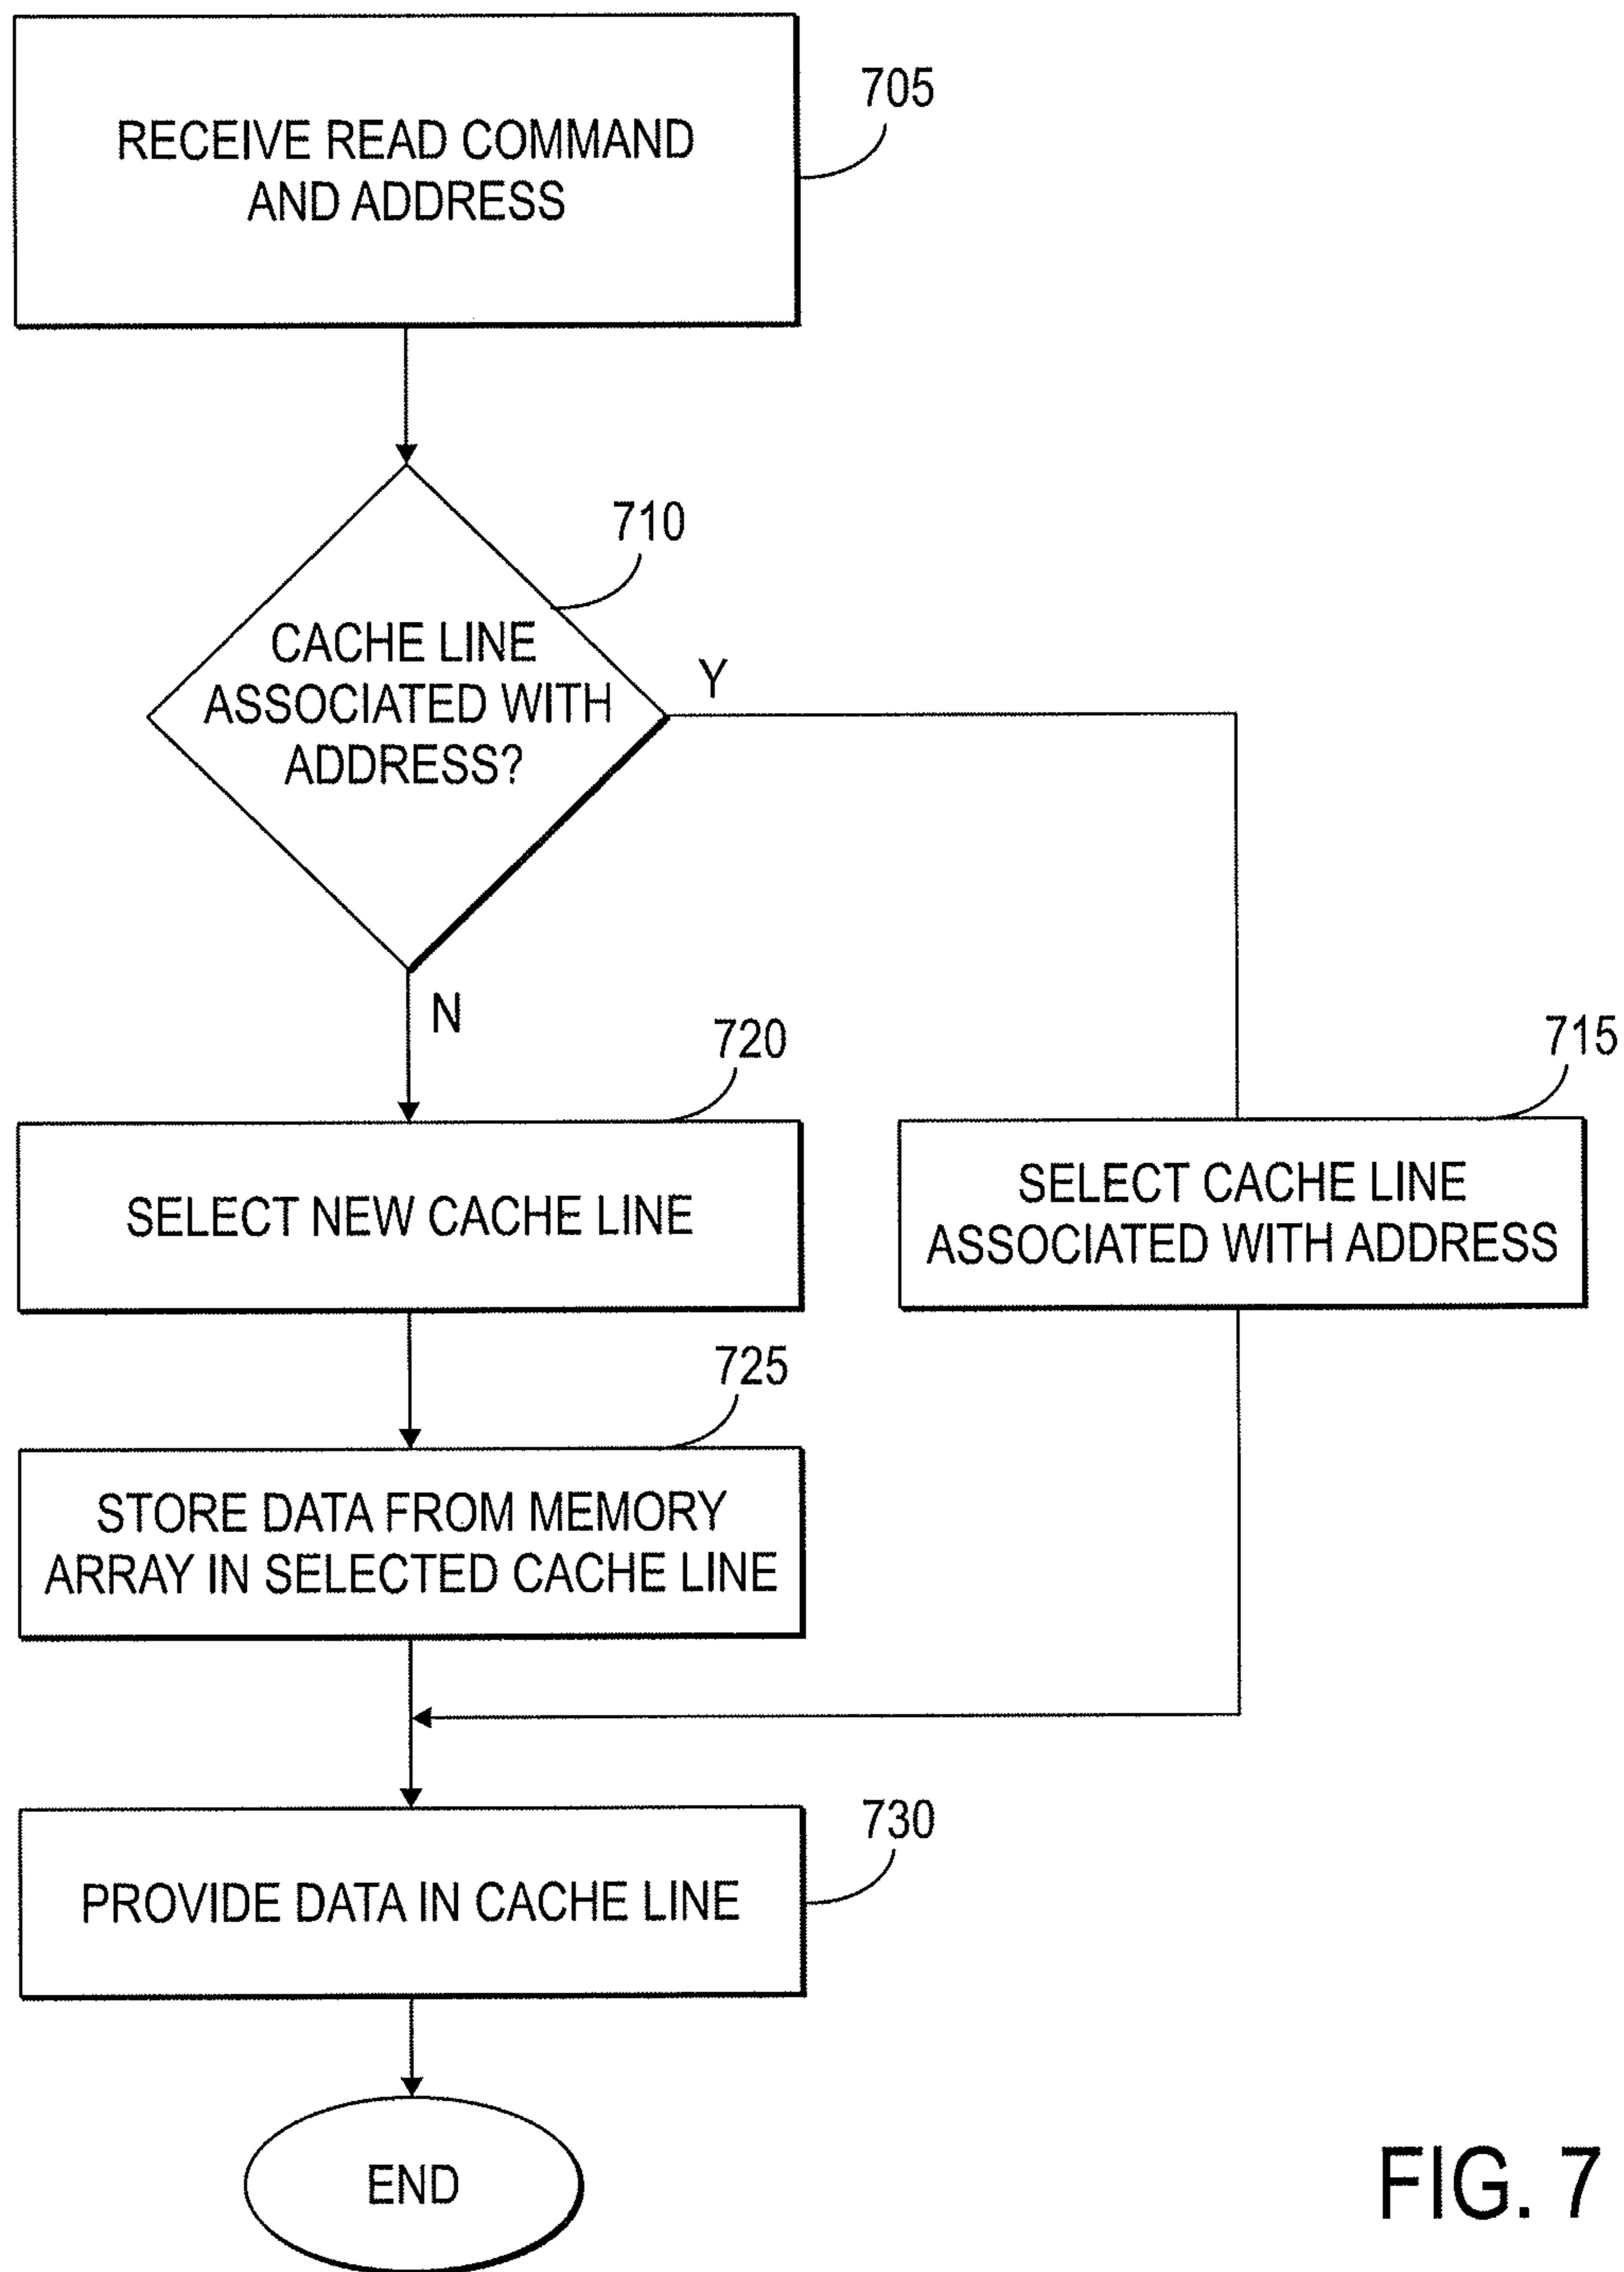 705
RECEIVE READ COMMAND
AND ADDRESS
710
CACHE LINE
ASSOCIATED WITH
ADDRESS?
Y
N
720
SELECT NEW CACHE LINE
715
SELECT CACHE LINE
ASSOCIATED WITH ADDRESS
725
STORE DATA FROM MEMORY
ARRAY IN SELECTED CACHE LINE
730
PROVIDE DATA IN CACHE LINE
END
FIG. 7